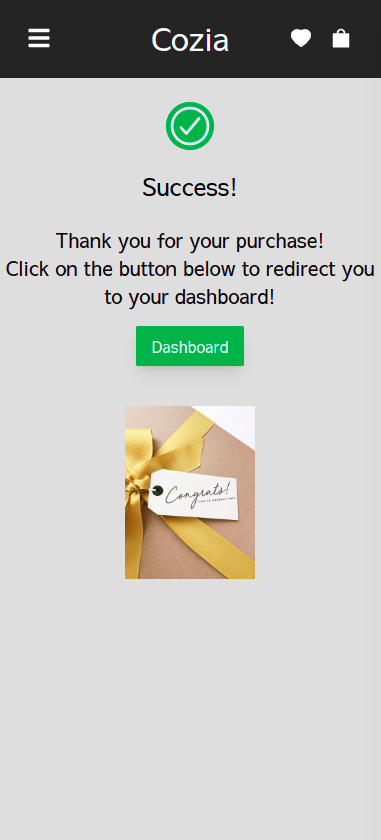 Cozia
Success!
Thank you for your purchase!
Click on the button below to redirect you
to your dashboard!
Dashboard
Congrats!